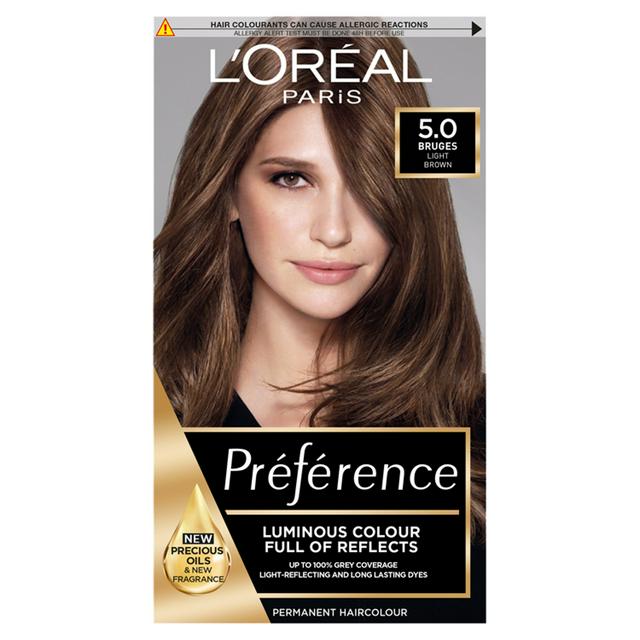 HAIR COLOURANTS CAN CAUSE ALLERGIC REACTIONS
ALLERGY ALERT TEST MUST BE DONE 48H BEFORE USE
L'ORÉAL
PARiS
5.0
BRUGES
LIGHT
BROWN
Préférence
LUMINOUS COLOUR
FULL OF REFLECTS
UP TO 100% GREY COVERAGE
LIGHT-REFLECTING AND LONG LASTING DYES
NEW
PRECIOUS
OILS
& NEW
FRAGRANCE
PERMANENT HAIRCOLOUR